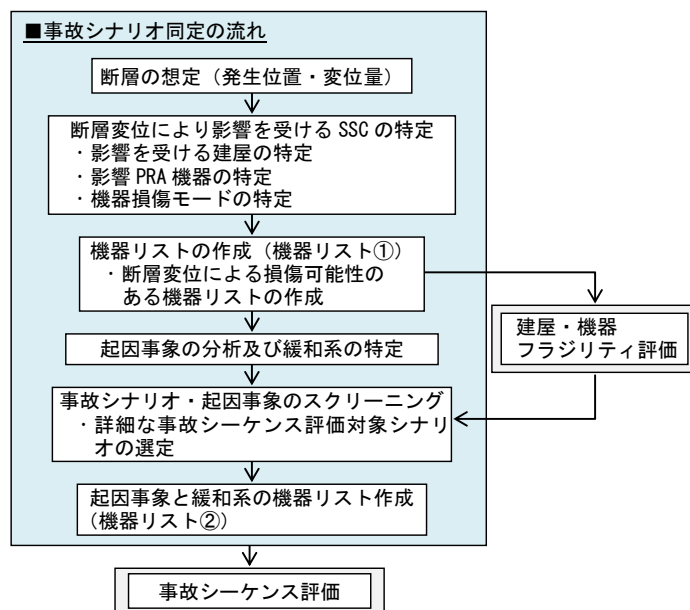 ■事故シナリオ同定の流れ
断層の想定（発生位置・変位量）
断層変位により影響を受ける SSC の特定
・影響を受ける建屋の特定
・影響 PRA 機器の特定
・機器損傷モードの特定
機器リストの作成（機器リスト①）
・断層変位による損傷可能性の
ある機器リストの作成
建屋・機器
フラジリティ評価
起因事象の分析及び緩和系の特定
事故シナリオ・起因事象のスクリーニング
・詳細な事故シーケンス評価対象シナリ
オの選定
起因事象と緩和系の機器リスト作成
（機器リスト②）
事故シーケンス評価